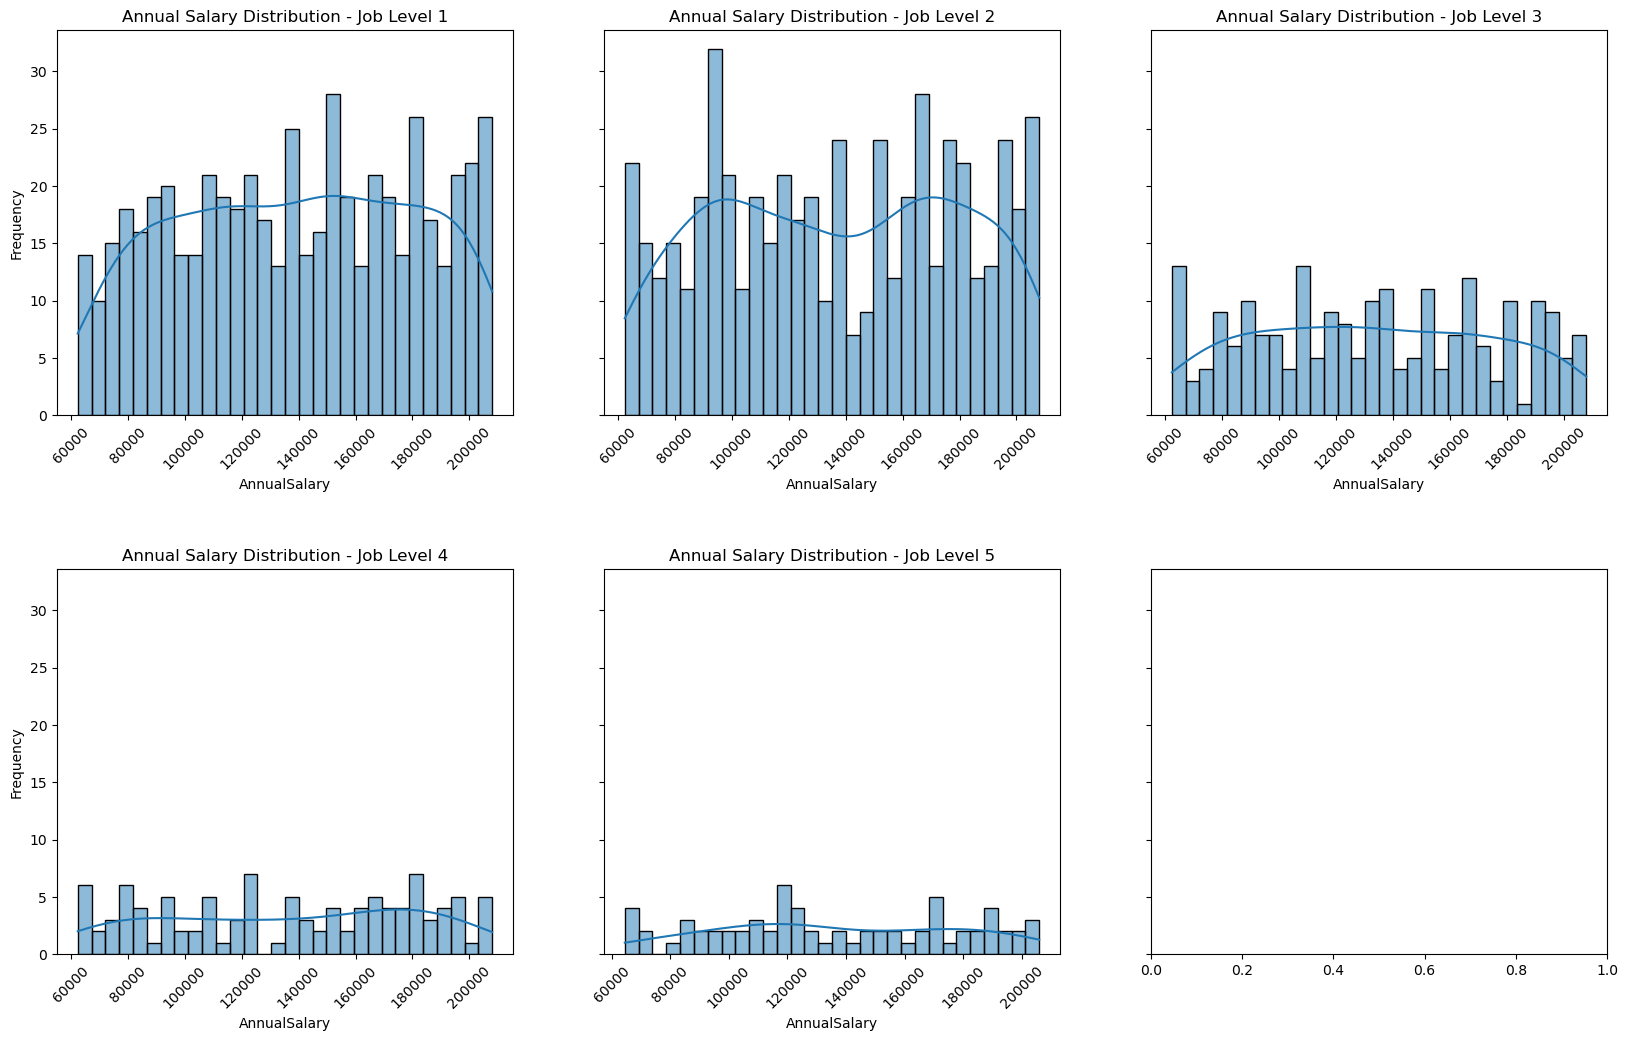 Annual Salary Distribution - Job Level 1
30
25
20
15
10
5
0
Frequency
60000 80000 100000 120000 140000 160000 180000 200000
AnnualSalary
Annual Salary Distribution - Job Level 2
60000 80000 100000 120000 140000 160000 180000 200000
AnnualSalary
Annual Salary Distribution - Job Level 3
60000 80000 100000 120000 140000 160000 180000 200000
AnnualSalary
Annual Salary Distribution - Job Level 4
30
25
20
15
10
5
0
Frequency
60000 80000 100000 120000 140000 160000 180000 200000
AnnualSalary
Annual Salary Distribution - Job Level 5
60000 80000 100000 120000 140000 160000 180000 200000
AnnualSalary
0.0 0.2 0.4 0.6 0.8 1.0